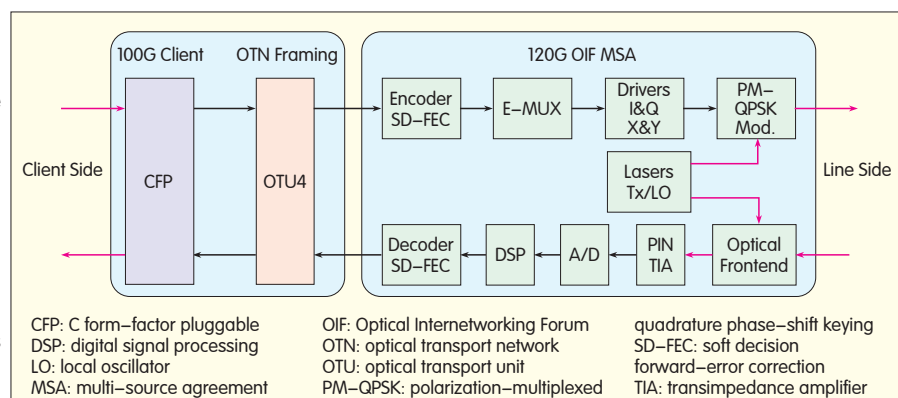 100G Client
OTN Framing
120G OIF MSA
Client Side
CFP
OTU4
Encoder
SD–FEC
E–MUX
Drivers
I&Q
X&Y
PM–
QPSK
Mod.
Lasers
Tx/LO
Line Side
Decoder
SD–FEC
DSP
A/D
PIN
TIA
Optical
Frontend
CFP: C form–factor pluggable
DSP: digital signal processing
LO: local oscillator
MSA: multi–source agreement
OIF: Optical Internetworking Forum
OTN: optical transport network
OTU: optical transport unit
PM–QPSK: polarization–multiplexed
quadrature phase–shift keying
SD–FEC: soft decision
forward–error correction
TIA: transimpedance amplifier